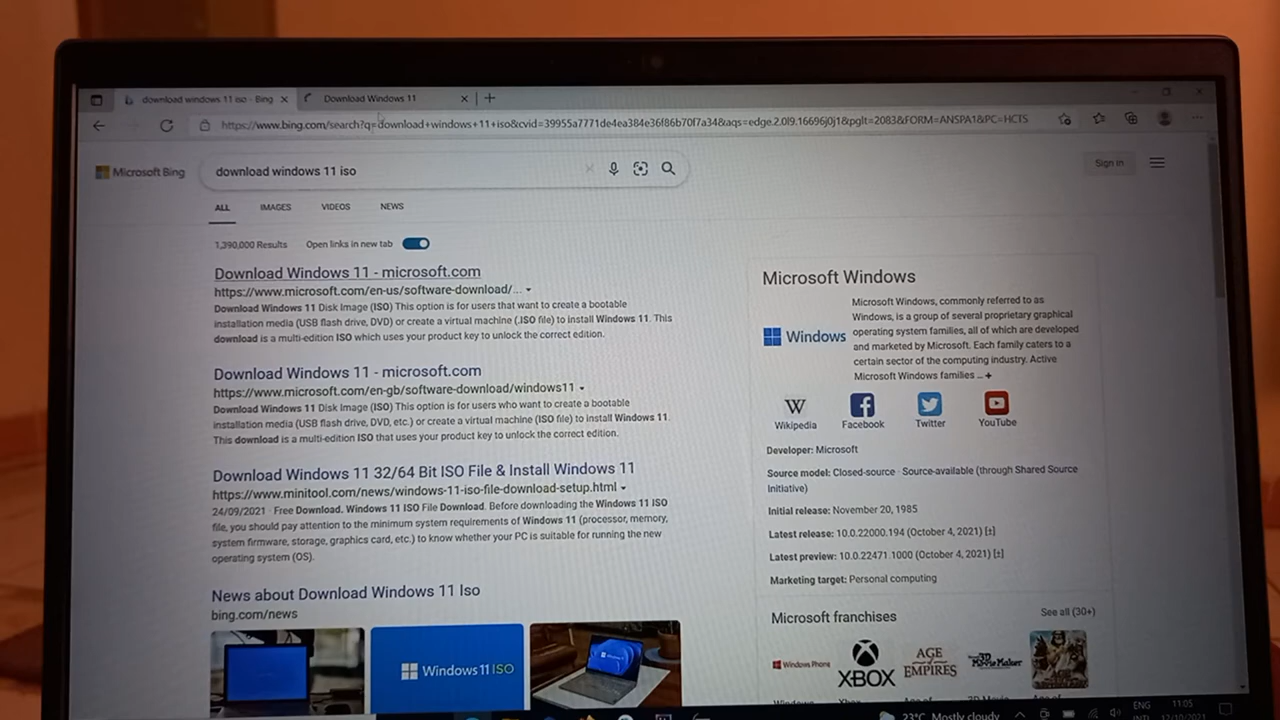 download windows 11 iso - Bing
Download Windows 11
https://www.bing.com/search?q=download+windows+11+iso&cvid=39955a7771de4ea384e36f86b70f7a34&aqs=edge.2.0l9.16696j0j1&pglt=2083&FORM=ANSPA1&PC=HCTS
Microsoft Bing
download windows 11 iso
Sign in
ALL IMAGES VIDEOS NEWS
1,390,000 Results Open links in new tab
Download Windows 11 - microsoft.com
https://www.microsoft.com/en-us/software-download/...
Download Windows 11 Disk Image (ISO) This option is for users that want to create a bootable
installation media (USB flash drive, DVD) or create a virtual machine (.ISO file) to install Windows 11. This
download is a multi-edition ISO which uses your product key to unlock the correct edition.
Download Windows 11 - microsoft.com
https://www.microsoft.com/en-gb/software-download/windows11
Download Windows 11 Disk Image (ISO) This option is for users who want to create a bootable
installation media (USB flash drive, DVD, etc.) or create a virtual machine (ISO file) to install Windows 11.
This download is a multi-edition ISO that uses your product key to unlock the correct edition.
Download Windows 11 32/64 Bit ISO File & Install Windows 11
https://www.minitool.com/news/windows-11-iso-file-download-setup.html
24/09/2021 · Free Download. Windows 11 ISO File Download. Before downloading the Windows 11 ISO
file, you should pay attention to the minimum system requirements of Windows 11 (processor, memory,
system firmware, storage, graphics card, etc.) to know whether your PC is suitable for running the new
operating system (OS).
News about Download Windows 11 Iso
bing.com/news
Windows 11 ISO
Microsoft Windows
Windows
Microsoft Windows, commonly referred to as
Windows, is a group of several proprietary graphical
operating system families, all of which are developed
and marketed by Microsoft. Each family caters to a
certain sector of the computing industry. Active
Microsoft Windows families ... +
W
Wikipedia Facebook Twitter YouTube
Developer: Microsoft
Source model: Closed-source · Source-available (through Shared Source
Initiative)
Initial release: November 20, 1985
Latest release: 10.0.22000.194 (October 4, 2021) [±]
Latest preview: 10.0.22471.1000 (October 4, 2021) [±]
Marketing target: Personal computing
Microsoft franchises See all (30+)
Windows Phone
XBOX
AGE OF EMPIRES
3D MovieMaker
23°C Mostly cloudy
ENG
INTL
11:05
12/10/2021